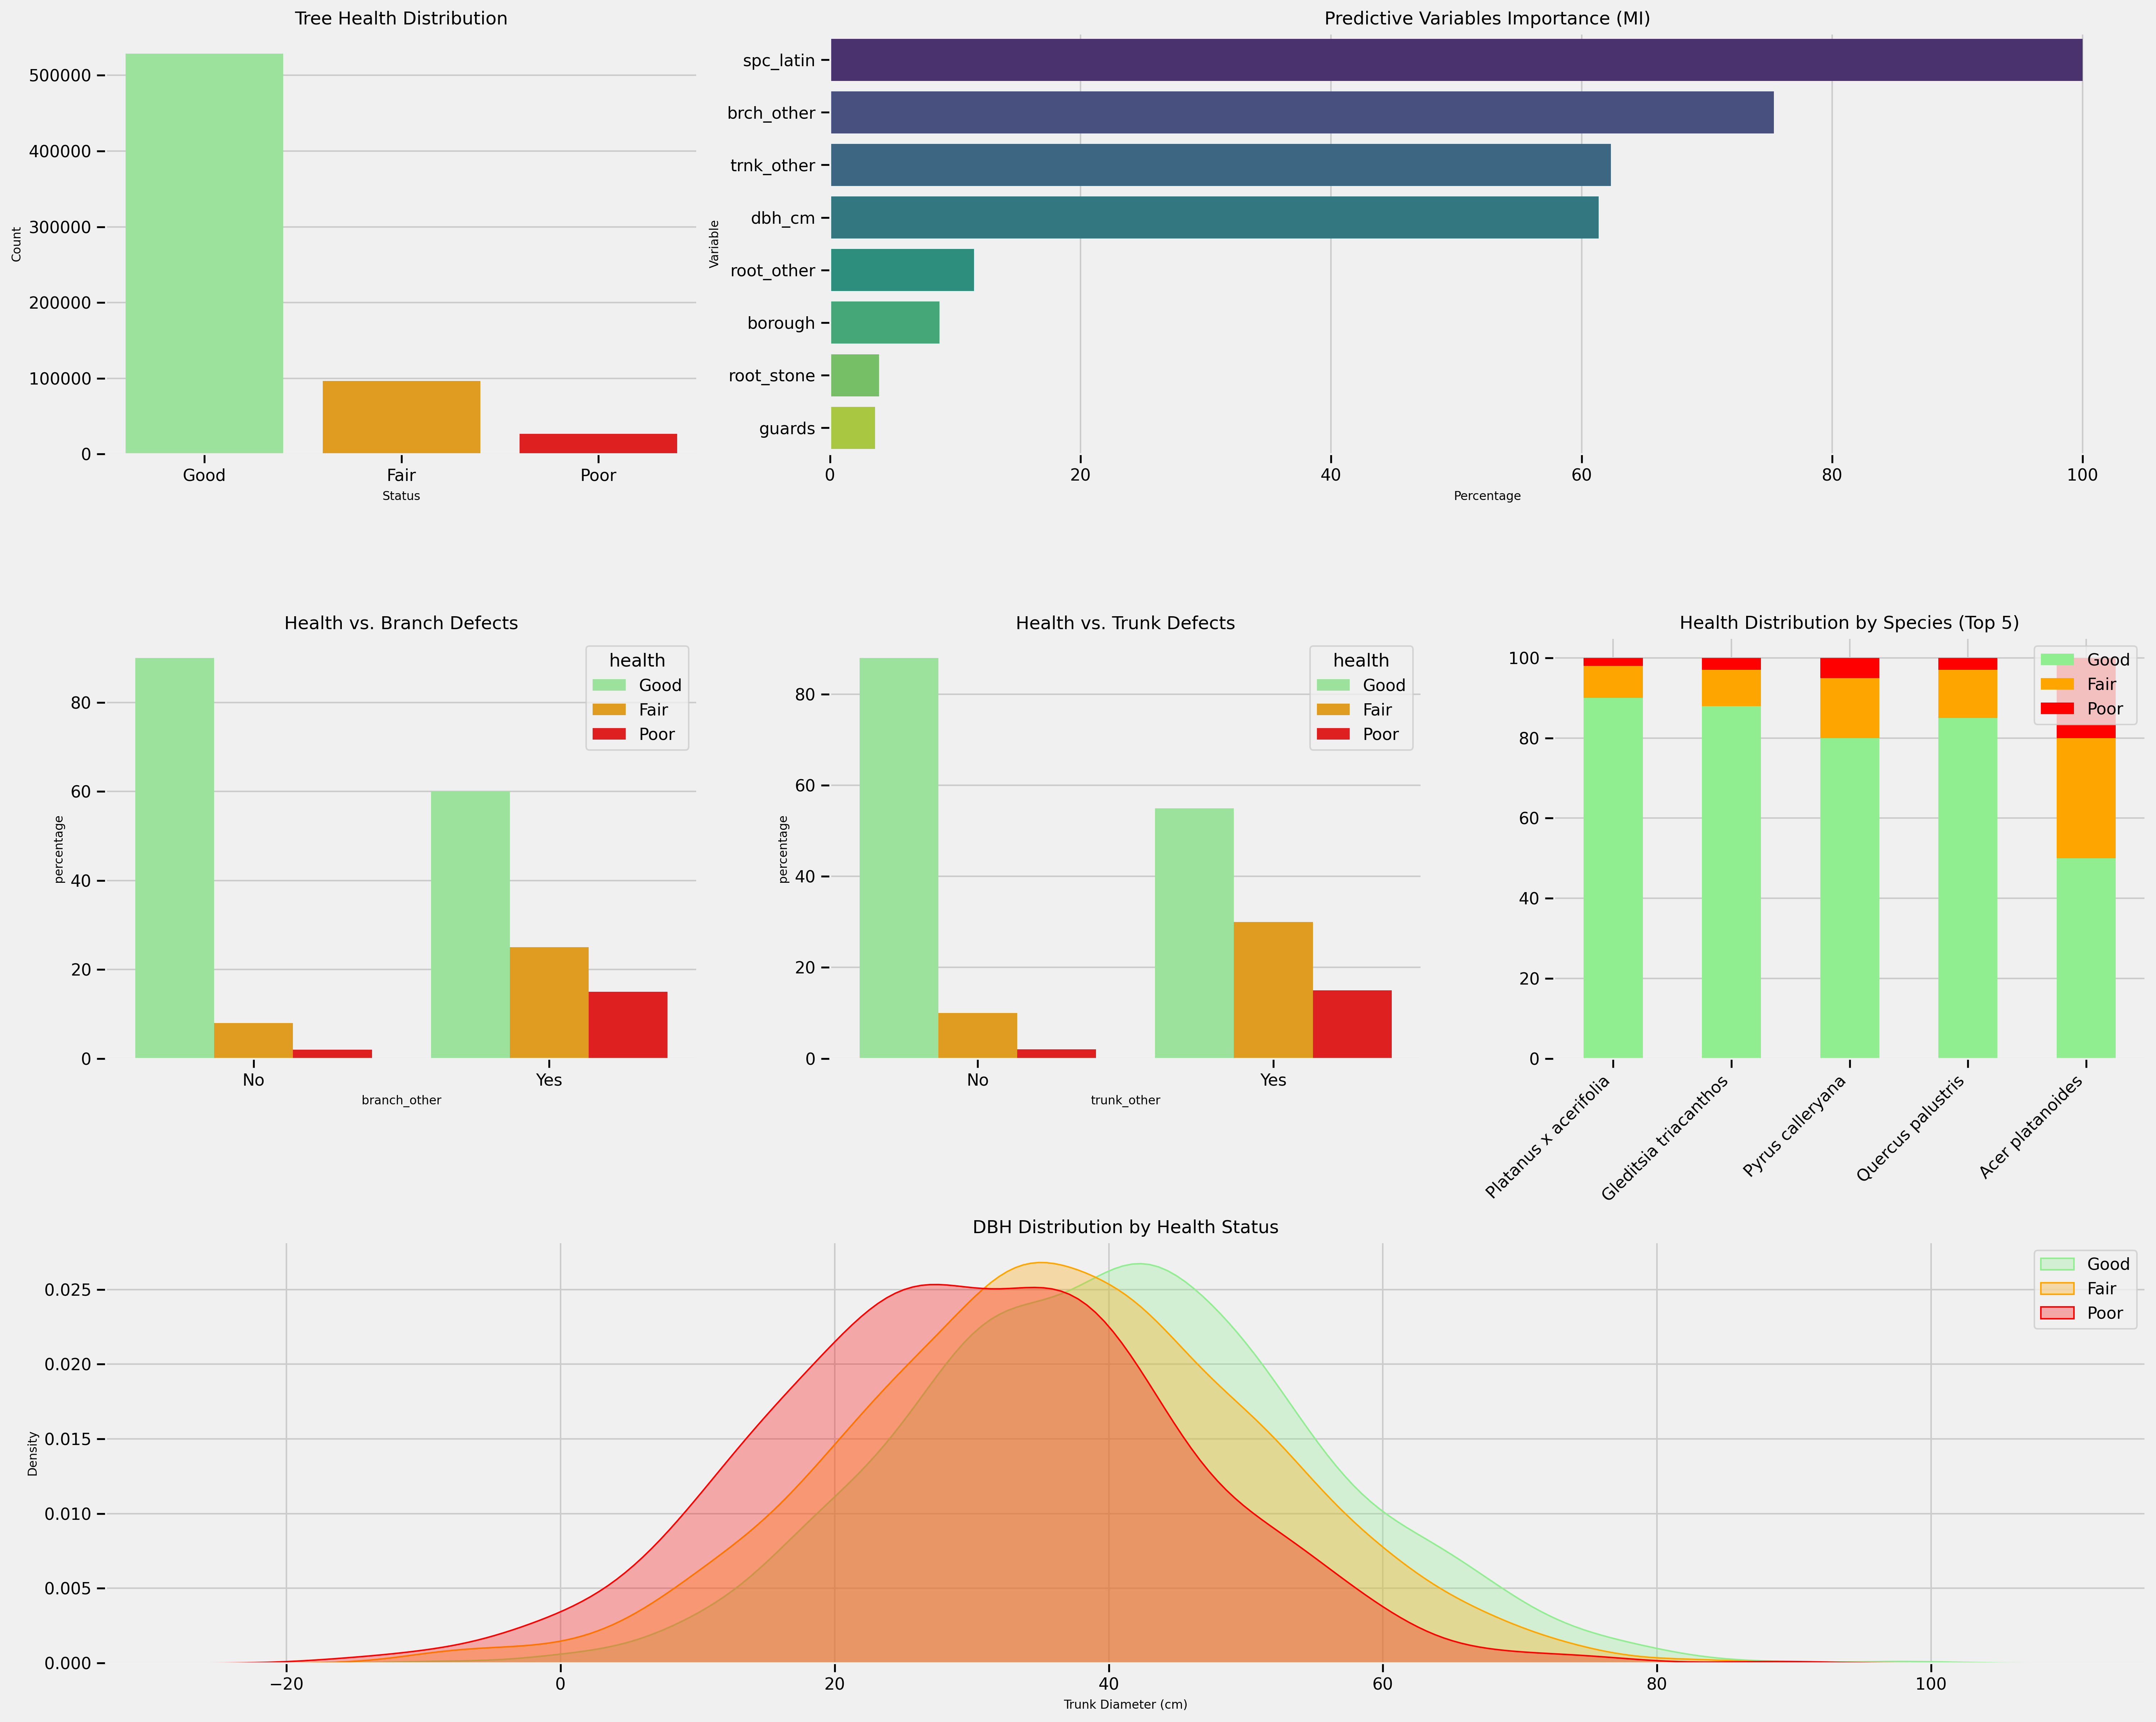 Tree Health Distribution
500000
400000
300000
200000
100000
0
Count
Good
Fair
Poor
Status
Predictive Variables Importance (MI)
Variable
spc_latin
brch_other
trnk_other
dbh_cm
root_other
borough
root_stone
guards
0
20
40
60
80
100
Percentage
Health vs. Branch Defects
health
Good
Fair
Poor
percentage
80
60
40
20
0
No
Yes
branch_other
Health vs. Trunk Defects
health
Good
Fair
Poor
percentage
80
60
40
20
0
No
Yes
trunk_other
Health Distribution by Species (Top 5)
Good
Fair
Poor
100
80
60
40
20
0
Platanus x acerifolia
Gleditsia triacanthos
Pyrus calleryana
Quercus palustris
Acer platanoides
DBH Distribution by Health Status
Good
Fair
Poor
Density
0.025
0.020
0.015
0.010
0.005
0.000
−20
0
20
40
60
80
100
Trunk Diameter (cm)